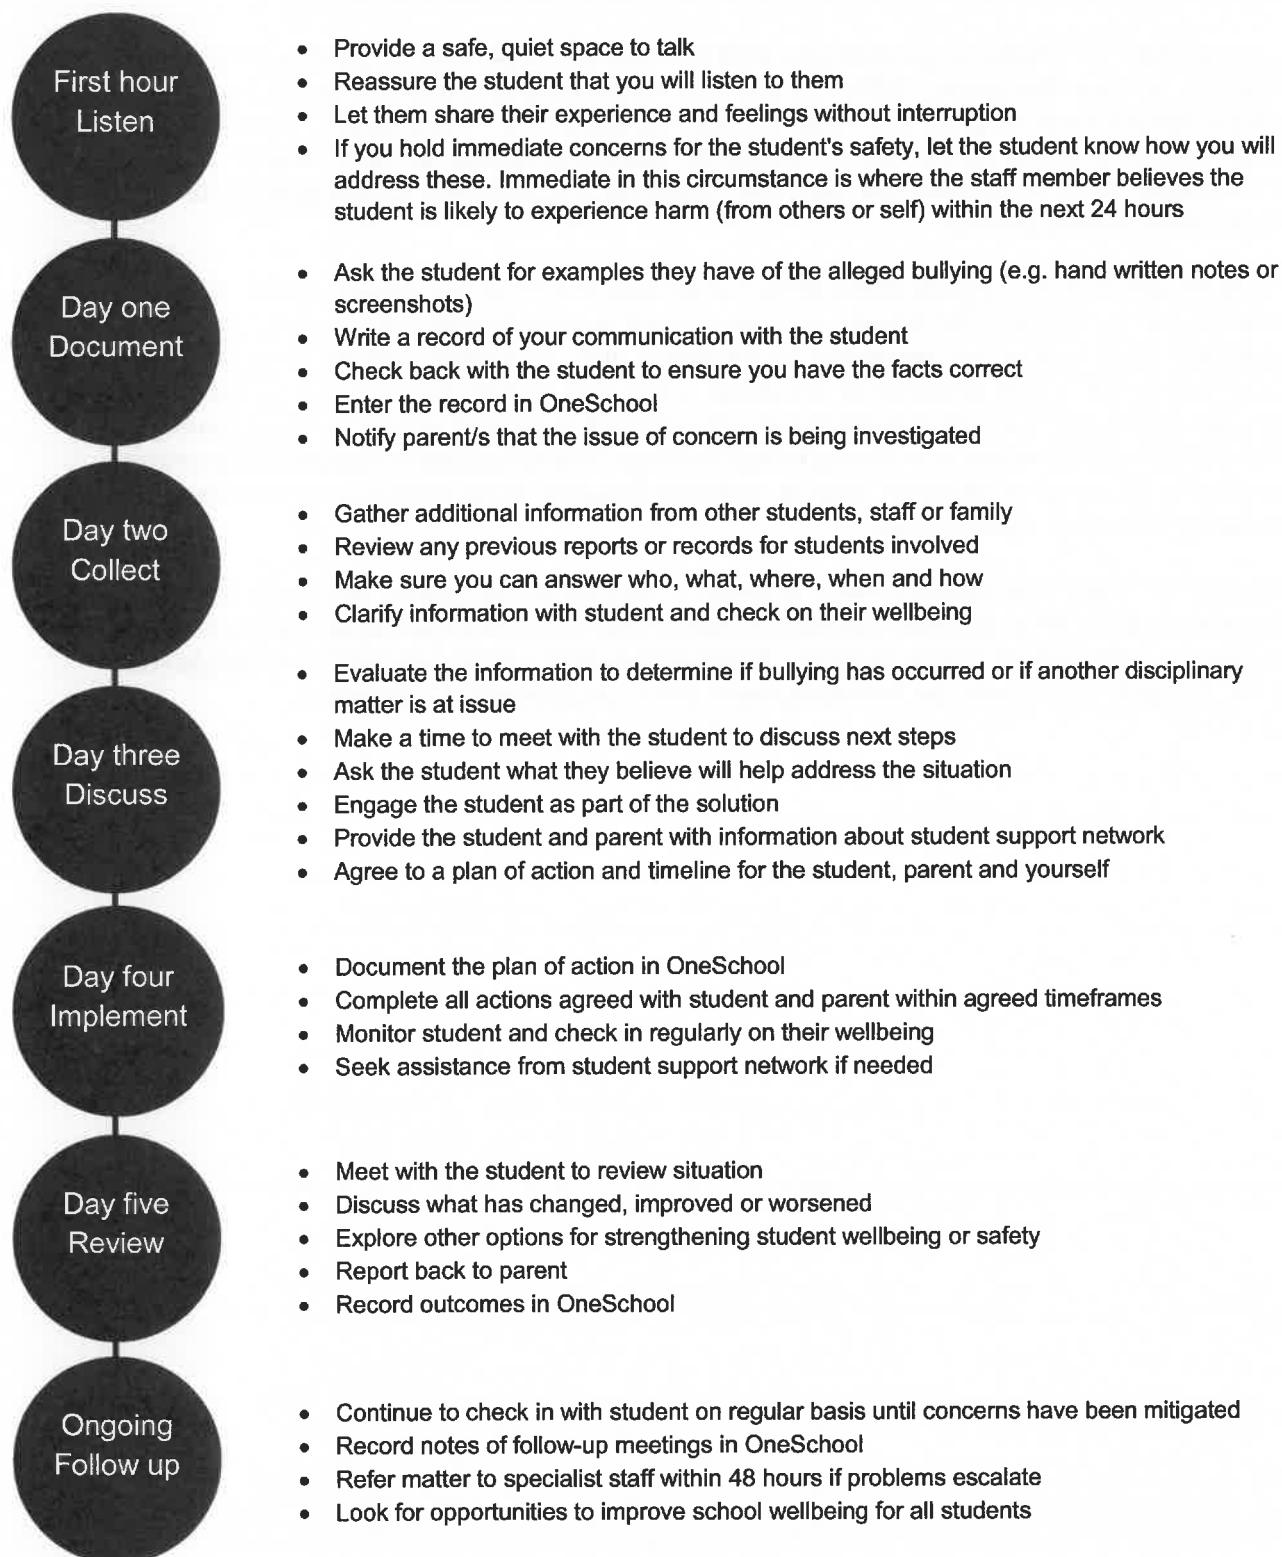 First hour
Listen
• Provide a safe, quiet space to talk
• Reassure the student that you will listen to them
• Let them share their experience and feelings without interruption
• If you hold immediate concerns for the student's safety, let the student know how you will
address these. Immediate in this circumstance is where the staff member believes the
student is likely to experience harm (from others or self) within the next 24 hours
Day one
Document
• Ask the student for examples they have of the alleged bullying (e.g. hand written notes or
screenshots)
• Write a record of your communication with the student
• Check back with the student to ensure you have the facts correct
• Enter the record in OneSchool
• Notify parent/s that the issue of concern is being investigated
Day two
Collect
• Gather additional information from other students, staff or family
• Review any previous reports or records for students involved
• Make sure you can answer who, what, where, when and how
• Clarify information with student and check on their wellbeing
Day three
Discuss
• Evaluate the information to determine if bullying has occurred or if another disciplinary
matter is at issue
• Make a time to meet with the student to discuss next steps
• Ask the student what they believe will help address the situation
• Engage the student as part of the solution
• Provide the student and parent with information about student support network
• Agree to a plan of action and timeline for the student, parent and yourself
Day four
Implement
• Document the plan of action in OneSchool
• Complete all actions agreed with student and parent within agreed timeframes
• Monitor student and check in regularly on their wellbeing
• Seek assistance from student support network if needed
Day five
Review
• Meet with the student to review situation
• Discuss what has changed, improved or worsened
• Explore other options for strengthening student wellbeing or safety
• Report back to parent
• Record outcomes in OneSchool
Ongoing
Follow up
• Continue to check in with student on regular basis until concerns have been mitigated
• Record notes of follow-up meetings in OneSchool
• Refer matter to specialist staff within 48 hours if problems escalate
• Look for opportunities to improve school wellbeing for all students